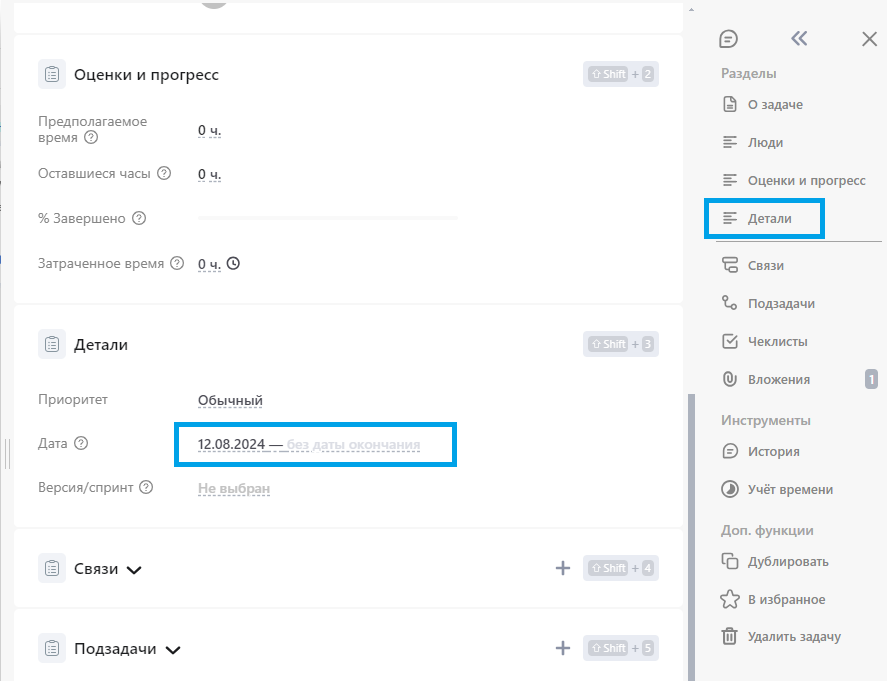 Оценки и прогресс
Shift + 2
Предполагаемое
время
0 ч.
Оставшиеся часы
0 ч.
% Завершено
Затраченное время
0 ч.
Детали
Shift + 3
Приоритет
Обычный
Дата
12.08.2024 — без даты окончания
Версия/спринт
Не выбран
Связи
Shift + 4
Подзадачи
Shift + 5
Разделы
О задаче
Люди
Оценки и прогресс
Детали
Связи
Подзадачи
Чеклисты
Вложения
1
Инструменты
История
Учёт времени
Доп. функции
Дублировать
В избранное
Удалить задачу